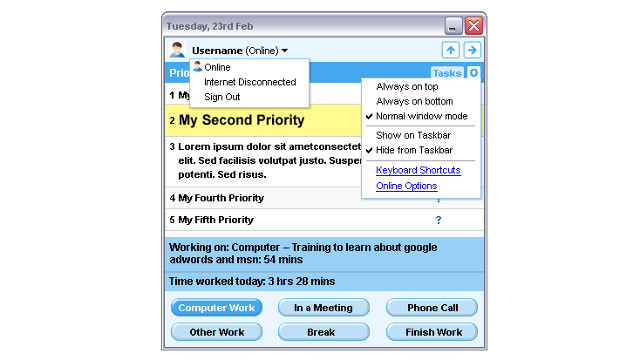 Tuesday, 23rd Feb
Username (Online)
Online
Internet Disconnected
Sign Out
Tasks O
Always on top
Always on bottom
Normal window mode
Show on Taskbar
Hide from Taskbar
Keyboard Shortcuts
Online Options
1
2 My Second Priority
3 Lorem ipsum dolor sit ametconsectet
elit. Sed facilisis volutpat justo.
potenti. Sed risus.
4 My Fourth Priority
5 My Fifth Priority ?
Working on: Computer – Training to learn about google
adwords and msn: 54 mins
Time worked today: 3 hrs 28 mins
Computer Work In a Meeting Phone Call
Other Work Break Finish Work